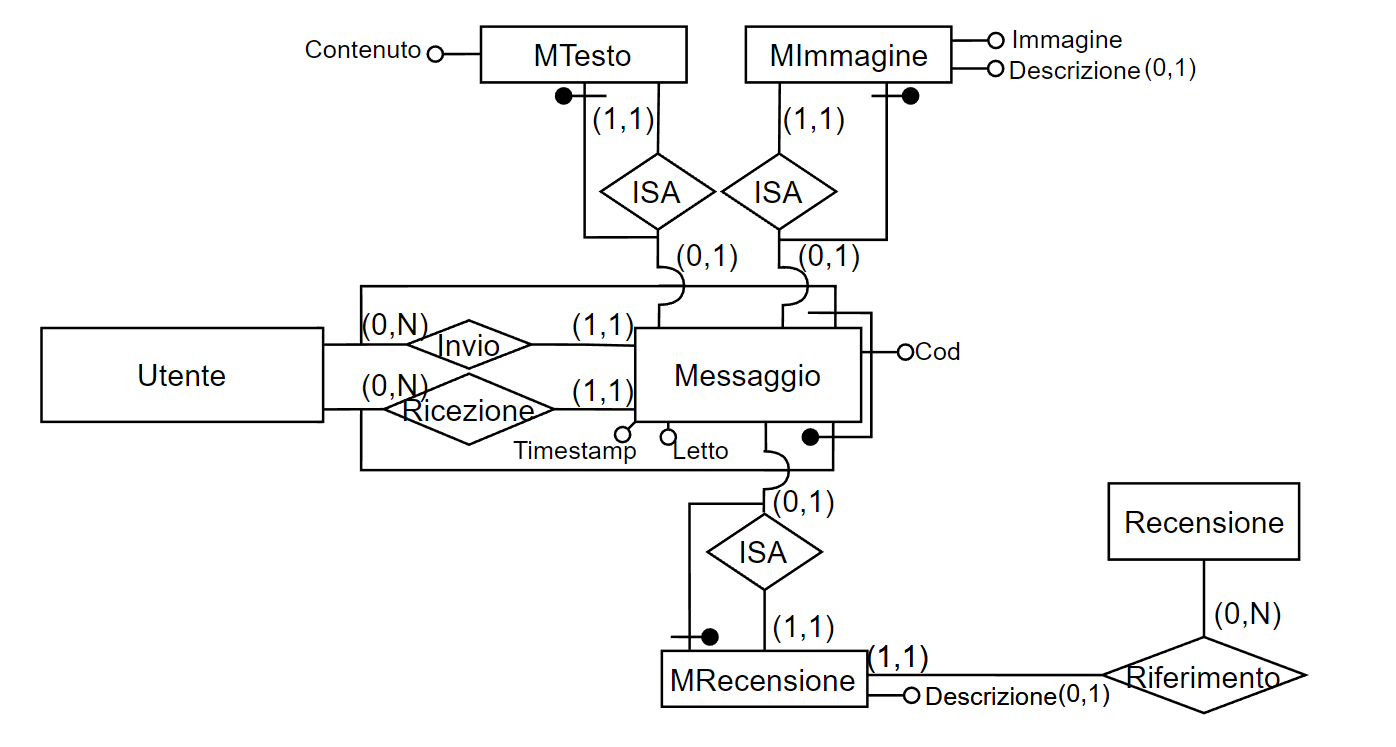 Contenuto
MTesto
MImmagine
Immagine
Descrizione (0,1)
(1,1)
(1,1)
ISA
ISA
(0,1)
(0,1)
(0,N)
Invio
(1,1)
Utente
Messaggio
Cod
(0,N)
Ricezione
(1,1)
Timestamp
Letto
(0,1)
ISA
Recensione
(1,1)
(0,N)
MRecensione
(1,1)
Riferimento
Descrizione(0,1)